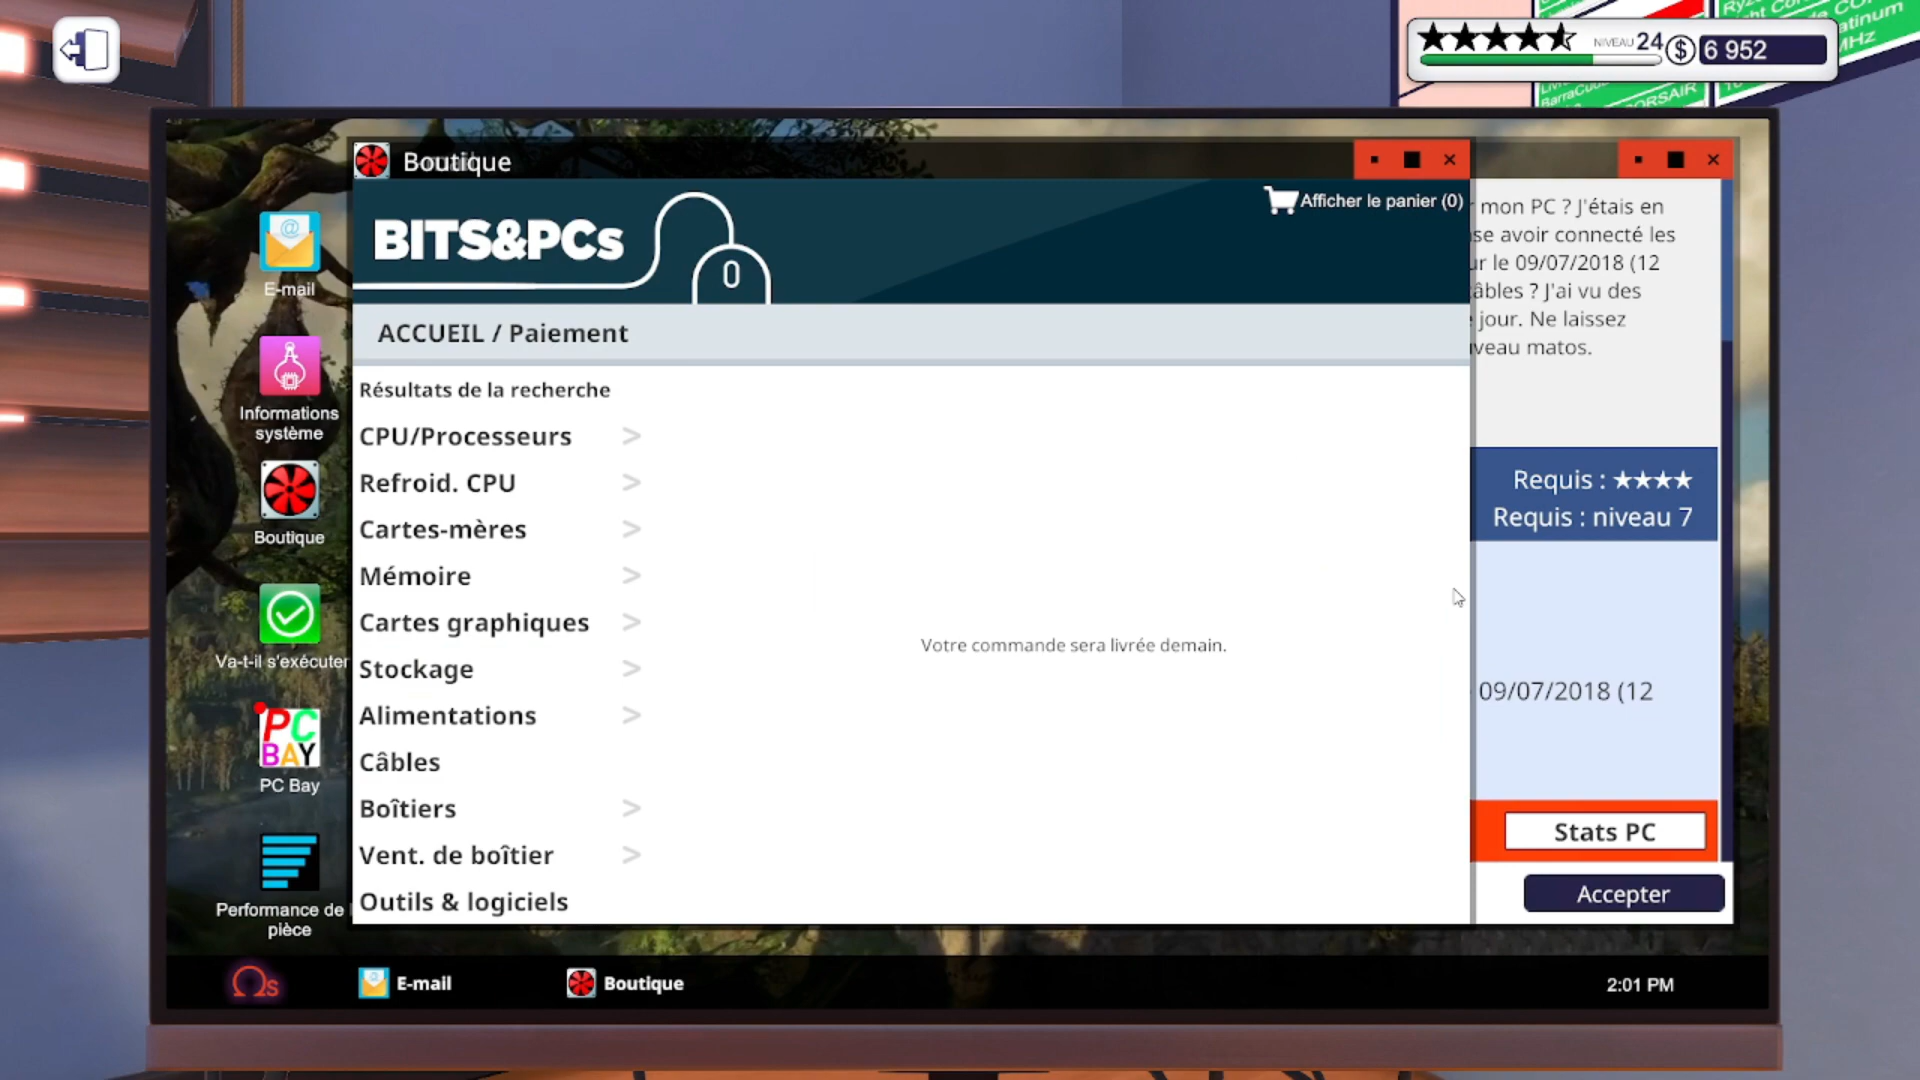 NIVEAU 24 $ 6 952
Boutique
Afficher le panier (0)
BITS&PCs
ACCUEIL / Paiement
Résultats de la recherche
CPU/Processeurs >
Refroid. CPU >
Cartes-mères >
Mémoire >
Cartes graphiques >
Stockage >
Alimentations >
Câbles
Boîtiers >
Vent. de boîtier >
Outils & logiciels
Votre commande sera livrée demain.
E-mail
Informations
système
Boutique
Va-t-il s'exécuter
PC
BAY
PC Bay
Performance de
pièce
mon PC ? J'étais en
avoir connecté les
le 09/07/2018 (12
câbles ? J'ai vu des
jour. Ne laissez
matos.
Requis : ★★★★
Requis : niveau 7
09/07/2018 (12
Stats PC
Accepter
E-mail
Boutique
2:01 PM
CORSAIR
MHz